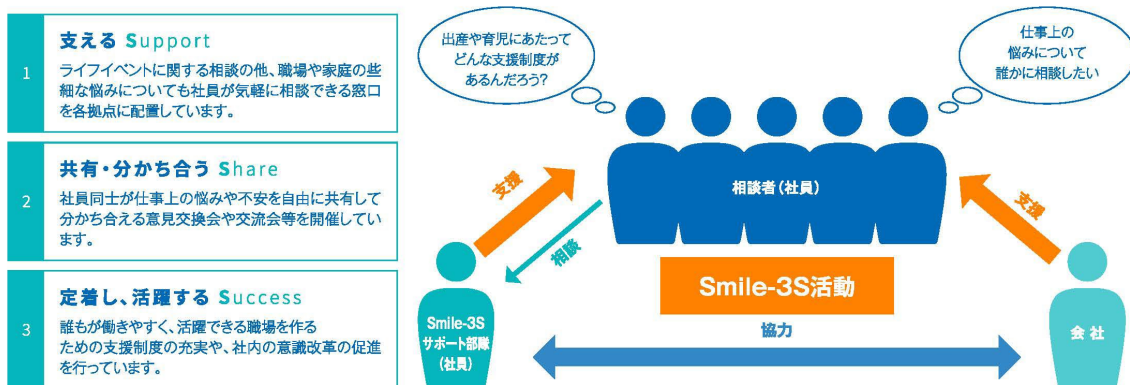 1
支える Support
ライフイベントに関する相談の他、職場や家庭の些
細な悩みについても社員が気軽に相談できる窓口
を各拠点に配置しています。
2
共有・分かち合う Share
社員同士が仕事上の悩みや不安を自由に共有して
分かち合える意見交換会や交流会等を開催してい
ます。
3
定着し、活躍する Success
誰もが働きやすく、活躍できる職場を作る
ための支援制度の充実や、社内の意識改革の促進
を行っています。
出産や育児にあたって
どんな支援制度が
あるんだろう?
仕事上の
悩みについて
誰かに相談したい
相談者(社員)
支援
相談
支援
Smile-3S活動
協力
Smile-3S
サポート部隊
(社員)
会社